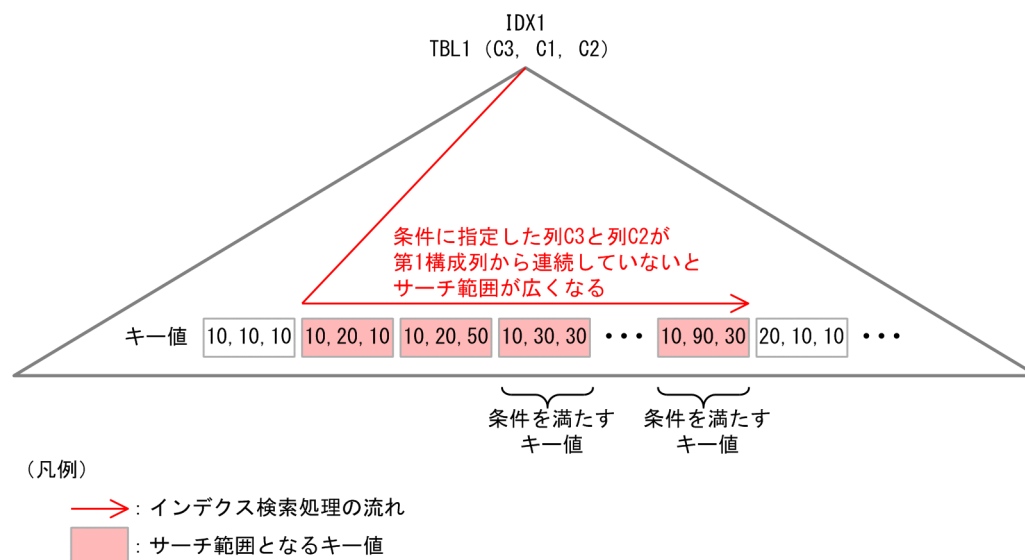 IDX1
TBL1 (C3, C1, C2)
条件に指定した列C3と列C2が
第1構成列から連続していないと
サーチ範囲が広くなる
キー値 10,10,10 10,20,10 10,20,50 10,30,30 ・・・ 10,90,30 20,10,10 ・・・
条件を満たす 条件を満たす
キー値 キー値
(凡例)
: インデクス検索処理の流れ
: サーチ範囲となるキー値